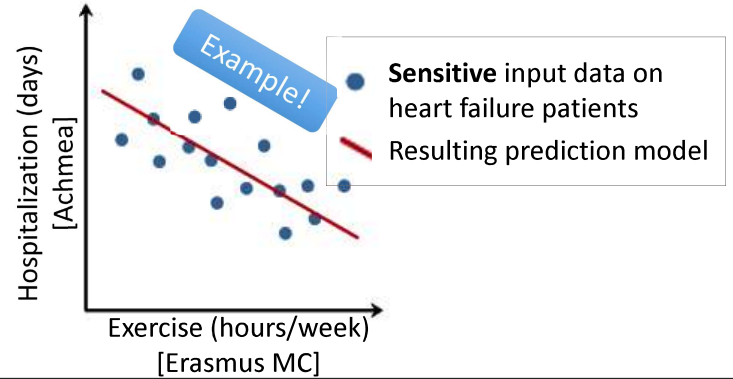 Hospitalization (days)
[Achmea]
Example!
Sensitive input data on
heart failure patients
Resulting prediction model
Exercise (hours/week)
[Erasmus MC]